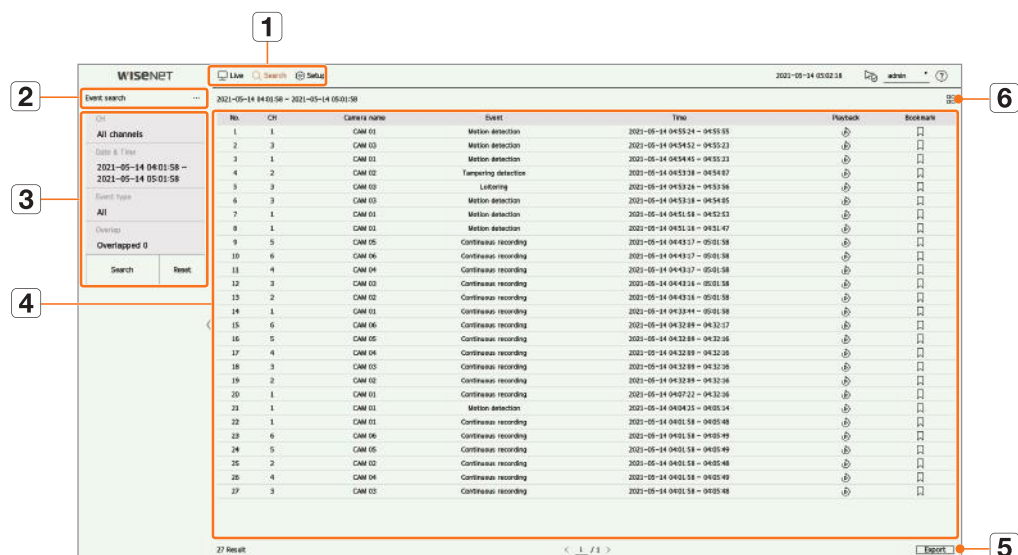 1
WISENET Live Search Setup 2021-05-14 05:02:18 admin ?
2
Event search ...
2021-05-14 04:01:58 ~ 2021-05-14 05:01:58
6
3
CH
All channels
Date & Time
2021-05-14 04:01:58 ~
2021-05-14 05:01:58
Event type
All
Overlap
Overlapped 0
Search Reset
4
No. CH Camera name Event Time Playback Bookmark
1 1 CAM 01 Motion detection 2021-05-14 04:55:24 ~ 04:55:55
2 3 CAM 03 Motion detection 2021-05-14 04:54:52 ~ 04:55:23
3 1 CAM 01 Motion detection 2021-05-14 04:54:45 ~ 04:55:23
4 2 CAM 02 Tampering detection 2021-05-14 04:53:38 ~ 04:54:07
5 3 CAM 03 Loitering 2021-05-14 04:53:26 ~ 04:53:56
6 3 CAM 03 Motion detection 2021-05-14 04:53:18 ~ 04:54:05
7 1 CAM 01 Motion detection 2021-05-14 04:51:58 ~ 04:52:53
8 1 CAM 01 Motion detection 2021-05-14 04:51:16 ~ 04:51:47
9 5 CAM 05 Continuous recording 2021-05-14 04:43:17 ~ 05:01:58
10 6 CAM 06 Continuous recording 2021-05-14 04:43:17 ~ 05:01:58
11 4 CAM 04 Continuous recording 2021-05-14 04:43:17 ~ 05:01:58
12 3 CAM 03 Continuous recording 2021-05-14 04:43:16 ~ 05:01:58
13 2 CAM 02 Continuous recording 2021-05-14 04:43:16 ~ 05:01:58
14 1 CAM 01 Continuous recording 2021-05-14 04:33:44 ~ 05:01:58
15 6 CAM 06 Continuous recording 2021-05-14 04:32:09 ~ 04:32:17
16 5 CAM 05 Continuous recording 2021-05-14 04:32:09 ~ 04:32:16
17 4 CAM 04 Continuous recording 2021-05-14 04:32:09 ~ 04:32:16
18 3 CAM 03 Continuous recording 2021-05-14 04:32:09 ~ 04:32:16
19 2 CAM 02 Continuous recording 2021-05-14 04:32:09 ~ 04:32:16
20 1 CAM 01 Continuous recording 2021-05-14 04:07:22 ~ 04:32:16
21 1 CAM 01 Motion detection 2021-05-14 04:04:25 ~ 04:05:14
22 1 CAM 01 Continuous recording 2021-05-14 04:01:58 ~ 04:05:48
23 6 CAM 06 Continuous recording 2021-05-14 04:01:58 ~ 04:05:49
24 5 CAM 05 Continuous recording 2021-05-14 04:01:58 ~ 04:05:49
25 2 CAM 02 Continuous recording 2021-05-14 04:01:58 ~ 04:05:48
26 4 CAM 04 Continuous recording 2021-05-14 04:01:58 ~ 04:05:49
27 3 CAM 03 Continuous recording 2021-05-14 04:01:58 ~ 04:05:48
27 Result < 1 / 1 > Export
5